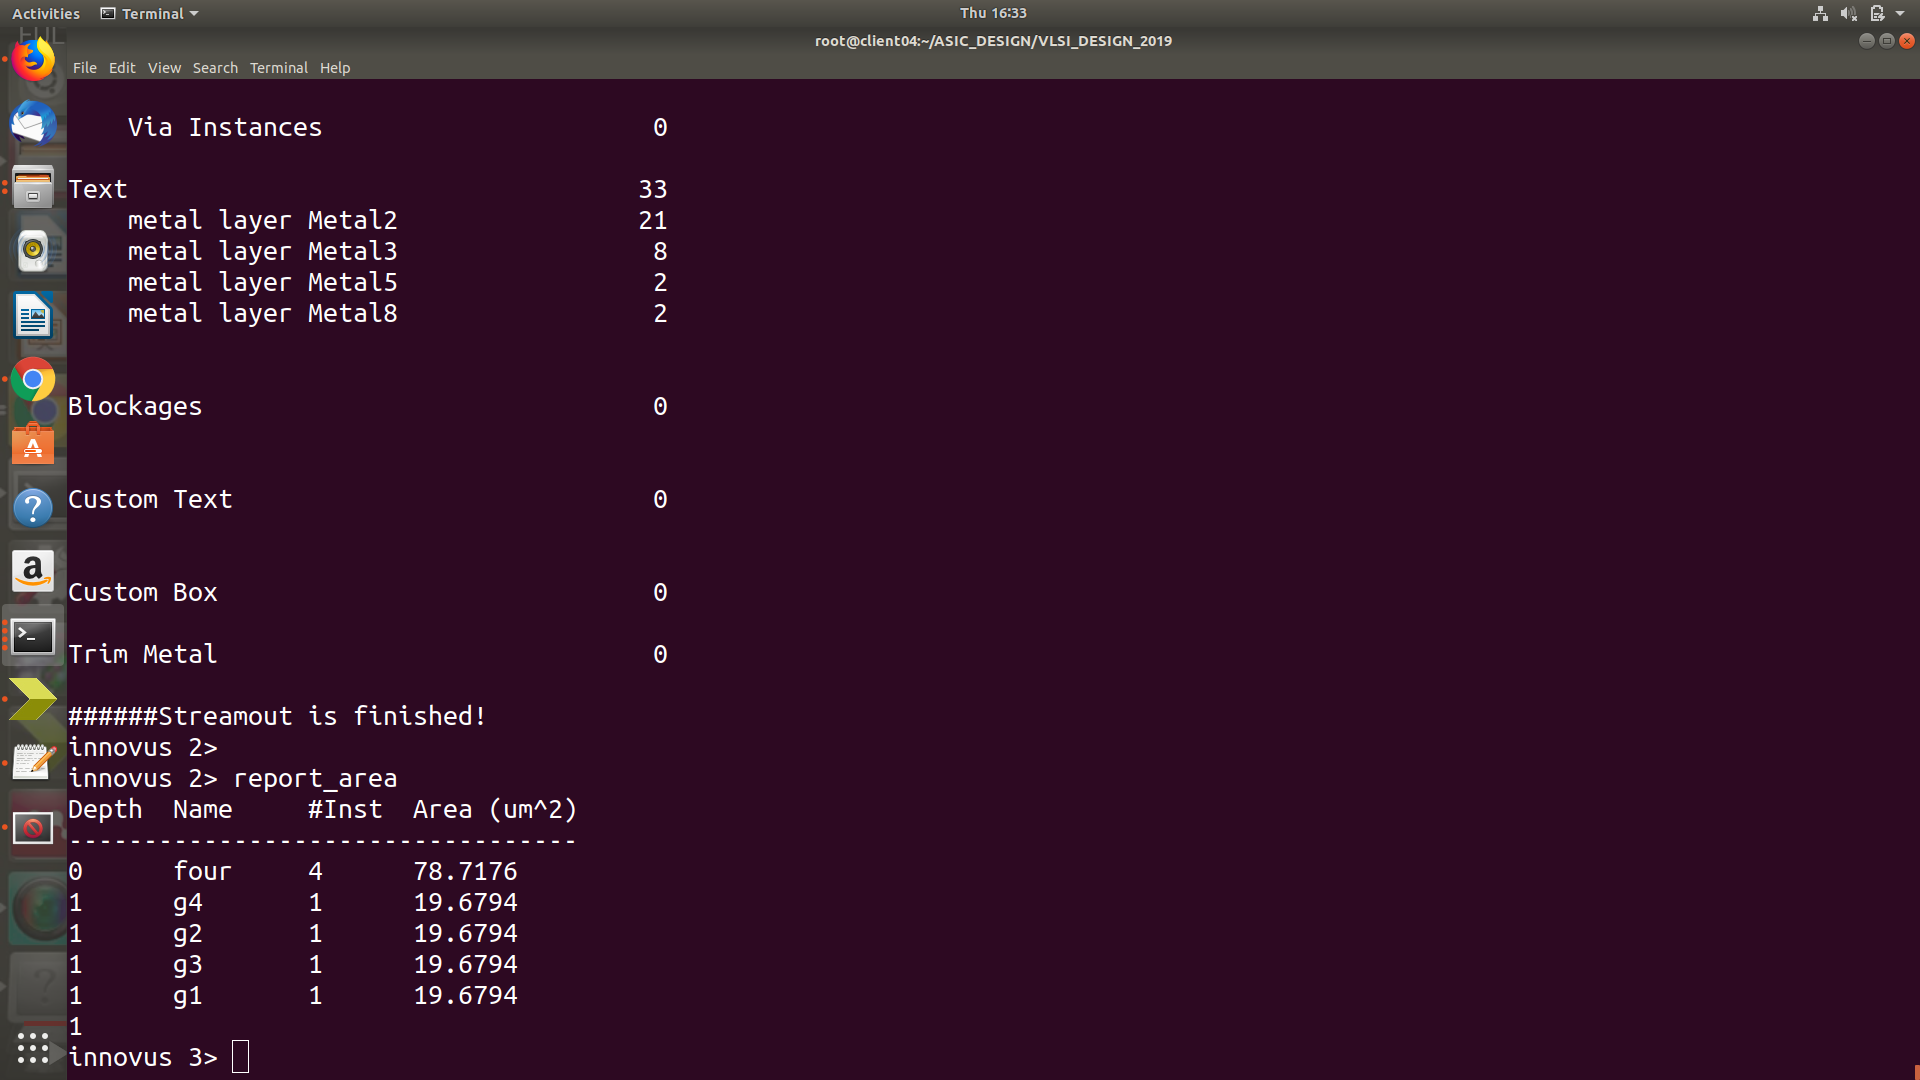 Activities Terminal Thu 16:33
root@client04:~/ASIC_DESIGN/VLSI_DESIGN_2019
File Edit View Search Terminal Help
Via Instances 0
Text 33
metal layer Metal2 21
metal layer Metal3 8
metal layer Metal5 2
metal layer Metal8 2
Blockages 0
Custom Text 0
Custom Box 0
Trim Metal 0
######Streamout is finished!
innovus 2>
innovus 2> report_area
Depth Name #Inst Area (um^2)
----------------------------------
0 four 4 78.7176
1 g4 1 19.6794
1 g2 1 19.6794
1 g3 1 19.6794
1 g1 1 19.6794
1
innovus 3>